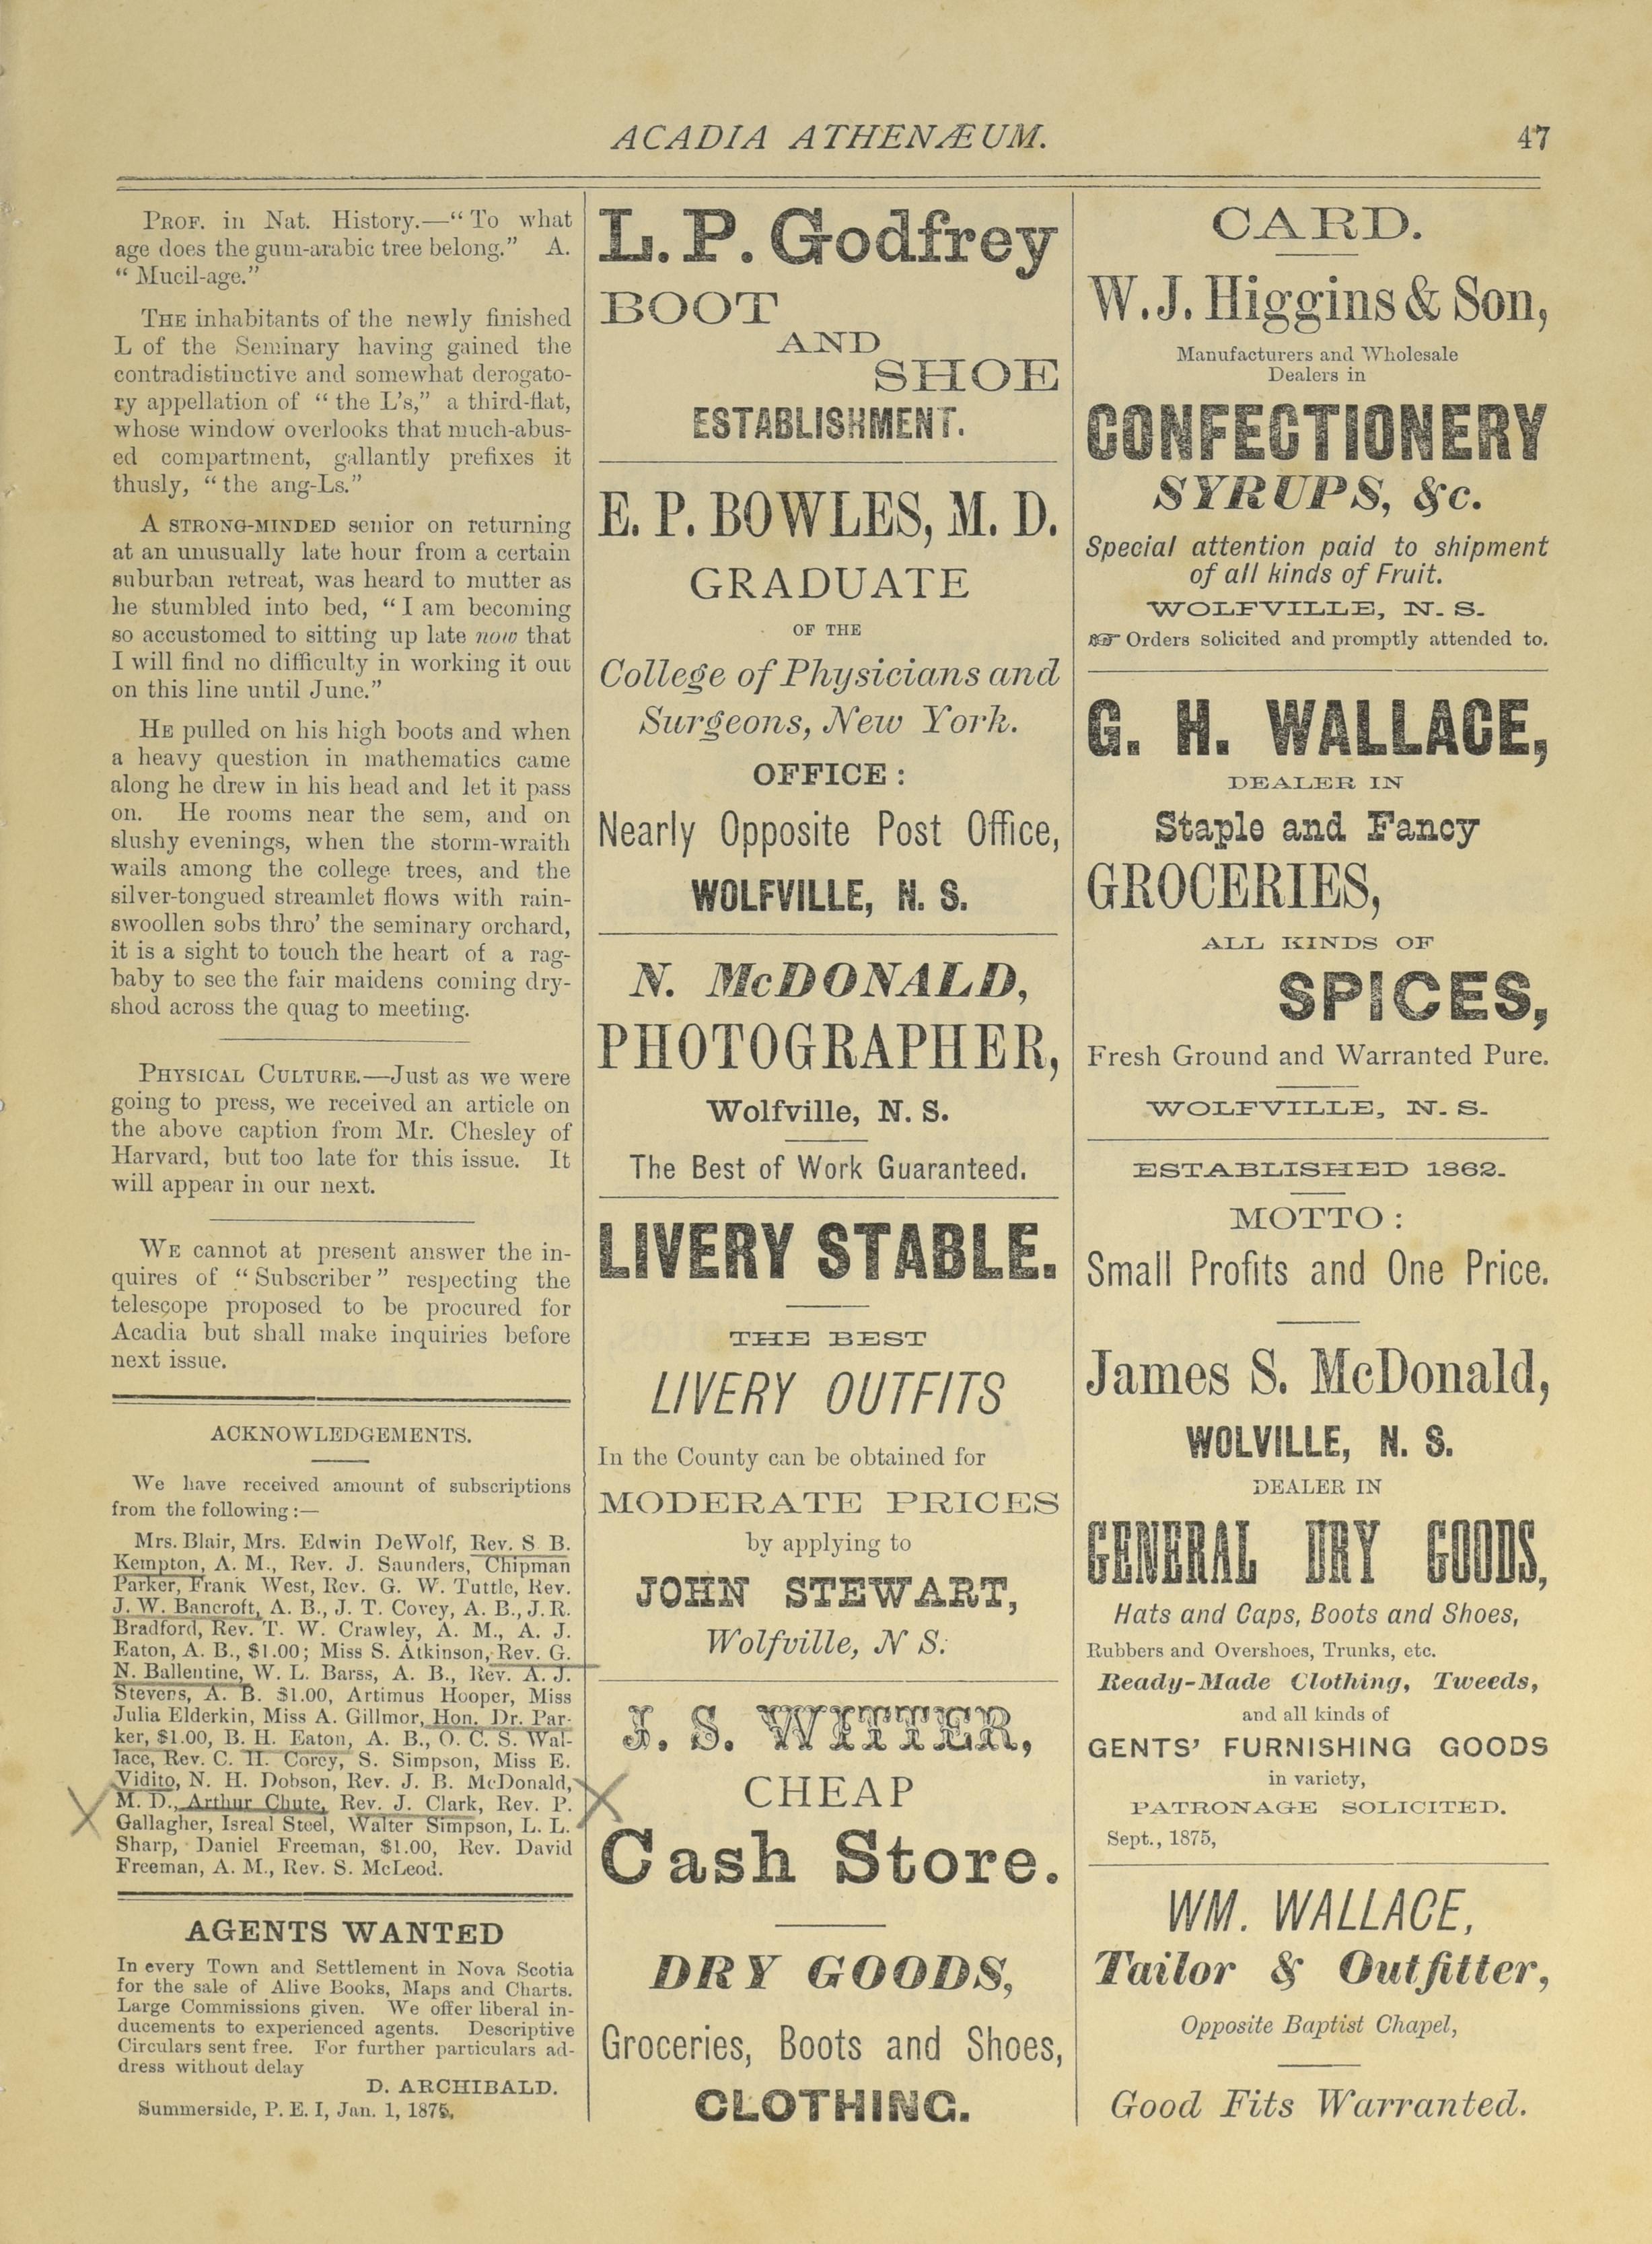 ACADIA ATHENÆUM.
47
PROF. in Nat. History.—“ To what
age does the gum-arabic tree belong.” A.
“ Mucil-age.”
THE inhabitants of the newly finished
L of the Seminary having gained the
contradistinctive and somewhat derogato-
ry appellation of “ the L’s,” a third-flat,
whose window overlooks that much-abus-
ed compartment, gallantly prefixes it
thusly, “ the ang-Ls.”
A STRONG-MINDED senior on returning
at an unusually late hour from a certain
suburban retreat, was heard to mutter as
he stumbled into bed, “ I am becoming
so accustomed to sitting up late now that
I will find no difficulty in working it out
on this line until June.”
HE pulled on his high boots and when
a heavy question in mathematics came
along he drew in his head and let it pass
on. He rooms near the sem, and on
slushy evenings, when the storm-wraith
wails among the college trees, and the
silver-tongued streamlet flows with rain-
swoollen sobs thro’ the seminary orchard,
it is a sight to touch the heart of a rag-
baby to see the fair maidens coming dry-
shod across the quag to meeting.
PHYSICAL CULTURE.—Just as we were
going to press, we received an article on
the above caption from Mr. Chesley of
Harvard, but too late for this issue. It
will appear in our next.
WE cannot at present answer the in-
quires of “ Subscriber ” respecting the
telescope proposed to be procured for
Acadia but shall make inquiries before
next issue.
ACKNOWLEDGEMENTS.
We have received amount of subscriptions
from the following :—
Mrs. Blair, Mrs. Edwin DeWolf, Rev. S B.
Kempton, A. M., Rev. J. Saunders, Chipman
Parker, Frank West, Rev. G. W. Tuttle, Rev.
J. W. Bancroft, A. B., J. T. Covey, A. B., J. R.
Bradford, Rev. T. W. Crawley, A. M., A. J.
Eaton, A. B., $1.00; Miss S. Atkinson, Rev. G.
N. Ballentine, W. L. Barss, A. B., Rev. A. J.
Stevens, A. B. $1.00, Artimus Hooper, Miss
Julia Elderkin, Miss A. Gillmor, Hon. Dr. Par-
ker, $1.00, B. H. Eaton, A. B., O. C. S. Wal-
lace, Rev. C. H. Corey, S. Simpson, Miss E.
Vidito, N. H. Dobson, Rev. J. B. McDonald,
M. D., Arthur Chute, Rev. J. Clark, Rev. P.
Gallagher, Isreal Steel, Walter Simpson, L. L.
Sharp, Daniel Freeman, $1.00, Rev. David
Freeman, A. M., Rev. S. McLeod.
AGENTS WANTED
In every Town and Settlement in Nova Scotia
for the sale of Alive Books, Maps and Charts.
Large Commissions given. We offer liberal in-
ducements to experienced agents. Descriptive
Circulars sent free. For further particulars ad-
dress without delay
D. ARCHIBALD.
Summerside, P. E. I, Jan. 1, 1875.
L. P. Godfrey
BOOT
AND
SHOE
ESTABLISHMENT.
E. P. BOWLES, M. D.
GRADUATE
OF THE
College of Physicians and
Surgeons, New York.
OFFICE :
Nearly Opposite Post Office,
WOLFVILLE, N. S.
N. McDONALD,
PHOTOGRAPHER,
Wolfville, N. S.
The Best of Work Guaranteed.
LIVERY STABLE.
THE BEST
LIVERY OUTFITS
In the County can be obtained for
MODERATE PRICES
by applying to
JOHN STEWART,
Wolfville, N S.
J. S. WITTER,
CHEAP
Cash Store.
DRY GOODS,
Groceries, Boots and Shoes,
CLOTHING.
CARD.
W. J. Higgins & Son,
Manufacturers and Wholesale
Dealers in
CONFECTIONERY
SYRUPS, &c.
Special attention paid to shipment
of all kinds of Fruit.
WOLFVILLE, N. S.
☞ Orders solicited and promptly attended to.
G. H. WALLACE,
DEALER IN
Staple and Fancy
GROCERIES,
ALL KINDS OF
SPICES,
Fresh Ground and Warranted Pure.
WOLFVILLE, N. S.
ESTABLISHED 1862.
MOTTO :
Small Profits and One Price.
James S. McDonald,
WOLVILLE, N. S.
DEALER IN
GENERAL DRY GOODS,
Hats and Caps, Boots and Shoes,
Rubbers and Overshoes, Trunks, etc.
Ready-Made Clothing, Tweeds,
and all kinds of
GENTS’ FURNISHING GOODS
in variety,
PATRONAGE SOLICITED.
Sept., 1875,
WM. WALLACE,
Tailor & Outfitter,
Opposite Baptist Chapel,
Good Fits Warranted.